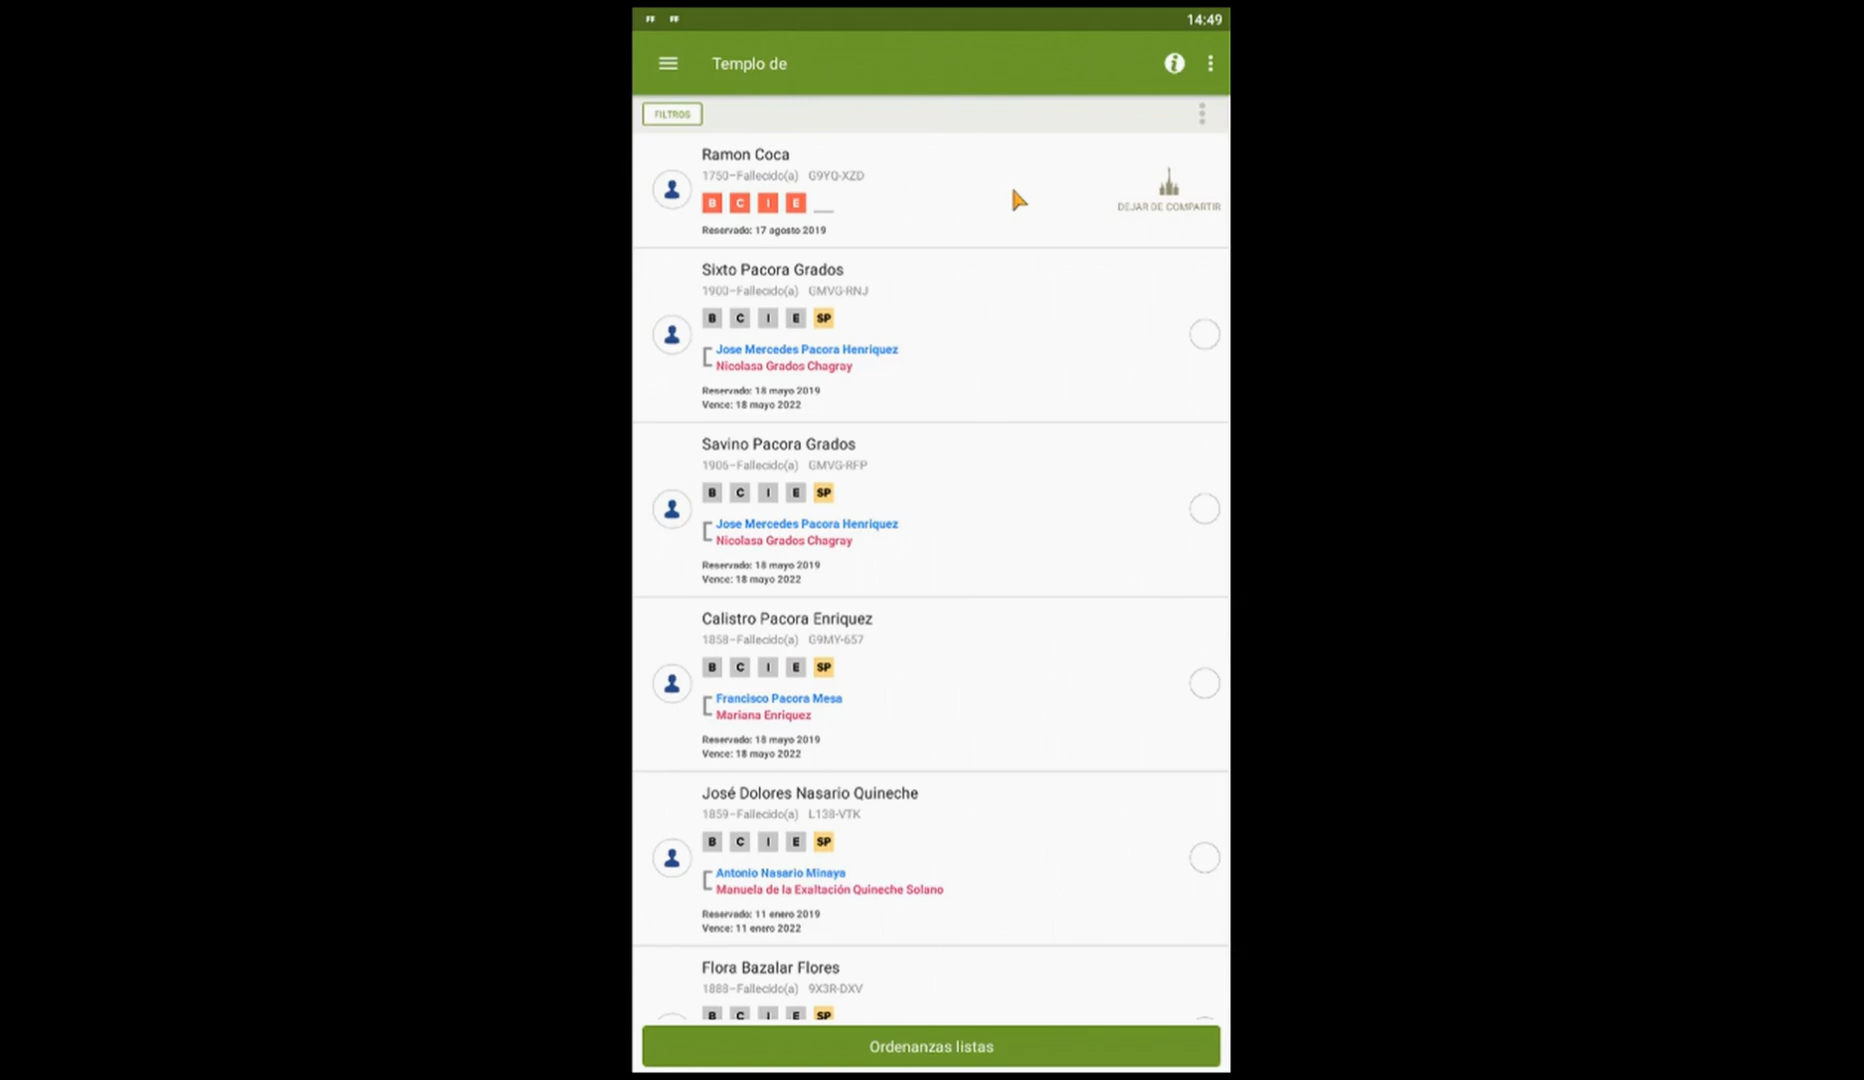 14:49
Templo de
FILTROS
Ramon Coca
1750–Fallecido(a) G9YQ-XZD
B C I E
DEJAR DE COMPARTIR
Reservado: 17 agosto 2019
Sixto Pacora Grados
1900–Fallecido(a) GMVG-RNJ
B C I E SP
Jose Mercedes Pacora Henriquez
Nicolasa Grados Chagray
Reservado: 18 mayo 2019
Vence: 18 mayo 2022
Savino Pacora Grados
1906–Fallecido(a) GMVG-RFP
B C I E SP
Jose Mercedes Pacora Henriquez
Nicolasa Grados Chagray
Reservado: 18 mayo 2019
Vence: 18 mayo 2022
Calistro Pacora Enriquez
1858–Fallecido(a) G9MY-657
B C I E SP
Francisco Pacora Mesa
Mariana Enriquez
Reservado: 18 mayo 2019
Vence: 18 mayo 2022
José Dolores Nasario Quineche
1859–Fallecido(a) L138-VTK
B C I E SP
Antonio Nasario Minaya
Manuela de la Exaltación Quineche Solano
Reservado: 11 enero 2019
Vence: 11 enero 2022
Flora Bazalar Flores
1888–Fallecido(a) 9X3R-DXV
B C I E SP
Ordenanzas listas